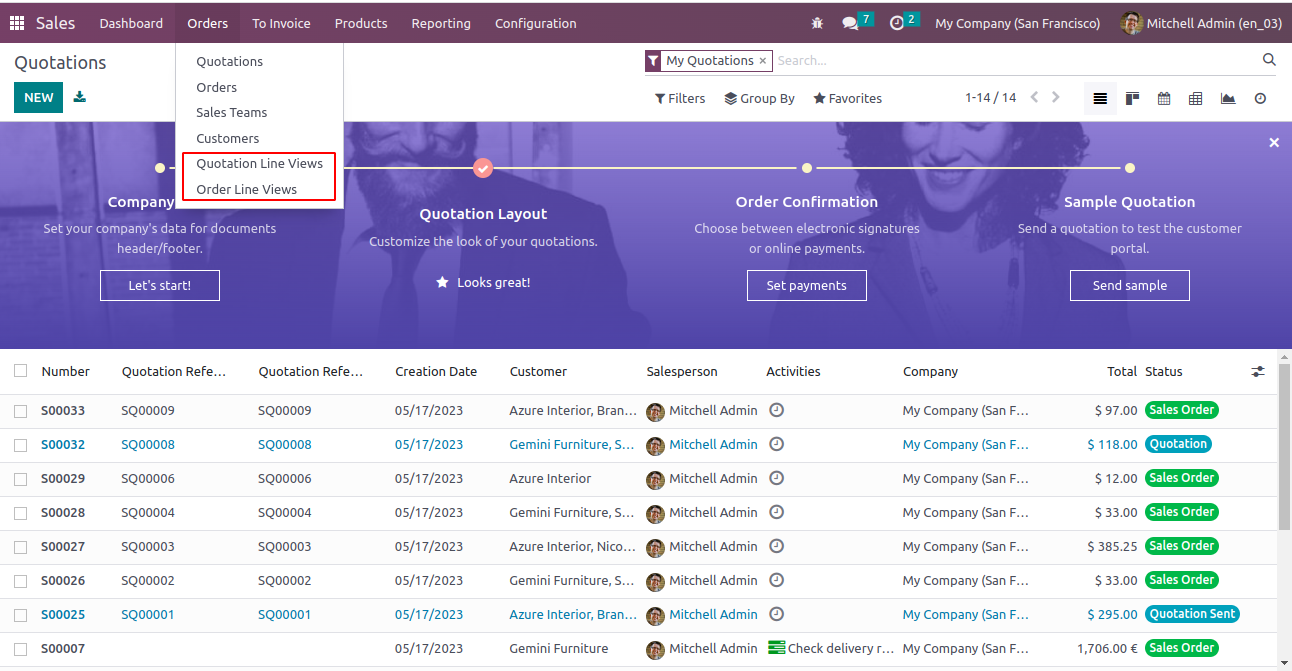 Sales Dashboard Orders To Invoice Products Reporting Configuration 7 2 My Company (San Francisco) Mitchell Admin (en_03)
Quotations
My Quotations × Search...
NEW
Filters Group By Favorites 1-14 / 14
Quotations
Orders
Sales Teams
Customers
Quotation Line Views
Order Line Views
Company
Set your company's data for documents
header/footer.
Let's start!
Quotation Layout
Customize the look of your quotations.
Looks great!
Order Confirmation
Choose between electronic signatures
or online payments.
Set payments
Sample Quotation
Send a quotation to test the customer
portal.
Send sample
Number Quotation Refe... Quotation Refe... Creation Date Customer Salesperson Activities Company Total Status
S00033 SQ00009 SQ00009 05/17/2023 Azure Interior, Bran... Mitchell Admin My Company (San F... $ 97.00 Sales Order
S00032 SQ00008 SQ00008 05/17/2023 Gemini Furniture, S... Mitchell Admin My Company (San F... $ 118.00 Quotation
S00029 SQ00006 SQ00006 05/17/2023 Azure Interior Mitchell Admin My Company (San F... $ 12.00 Sales Order
S00028 SQ00004 SQ00004 05/17/2023 Gemini Furniture, S... Mitchell Admin My Company (San F... $ 33.00 Sales Order
S00027 SQ00003 SQ00003 05/17/2023 Azure Interior, Nico... Mitchell Admin My Company (San F... $ 385.25 Sales Order
S00026 SQ00002 SQ00002 05/17/2023 Gemini Furniture, S... Mitchell Admin My Company (San F... $ 33.00 Sales Order
S00025 SQ00001 SQ00001 05/17/2023 Azure Interior, Bran... Mitchell Admin My Company (San F... $ 295.00 Quotation Sent
S00007 05/17/2023 Gemini Furniture Mitchell Admin Check delivery r... My Company (San F... 1,706.00 € Sales Order